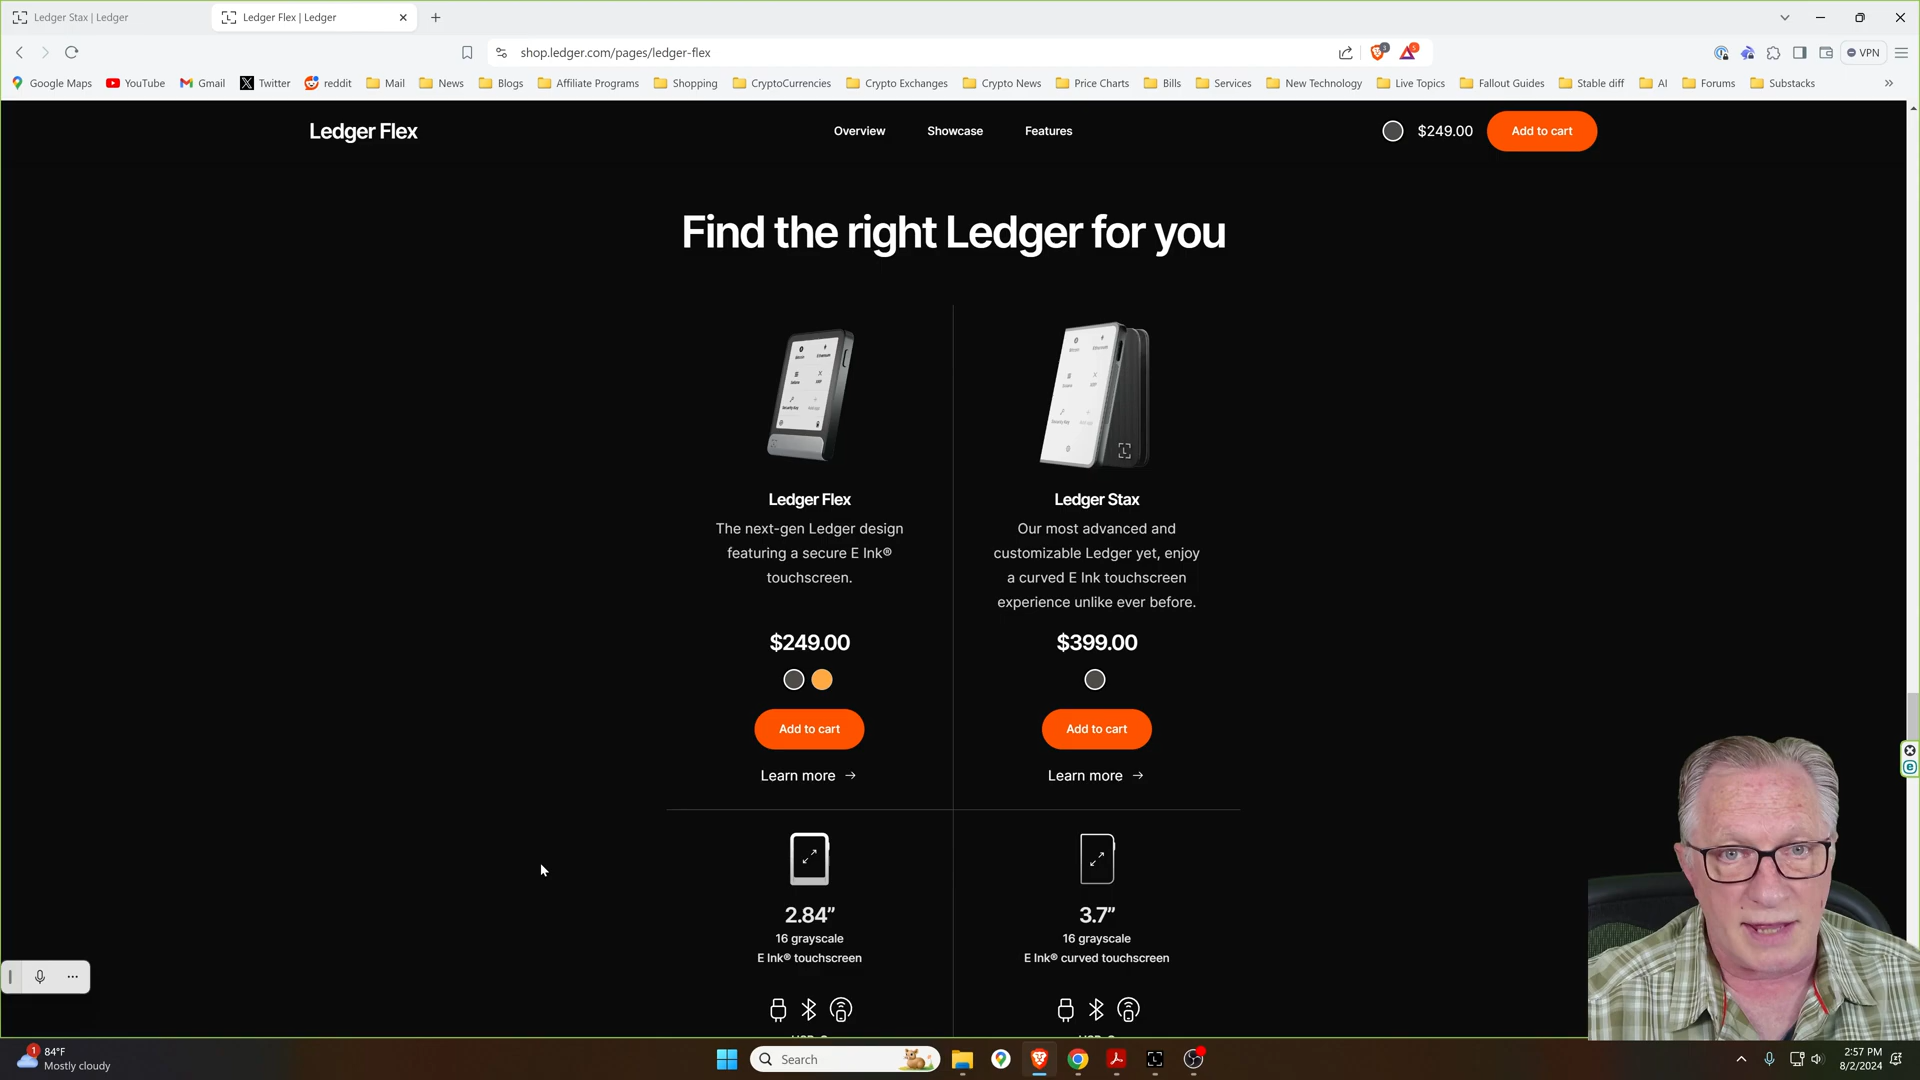 Ledger Stax | Ledger
Ledger Flex | Ledger
shop.ledger.com/pages/ledger-flex
VPN
Google Maps
YouTube
Gmail
Twitter
reddit
Mail
News
Blogs
Affiliate Programs
Shopping
CryptoCurrencies
Crypto Exchanges
Crypto News
Price Charts
Bills
Services
New Technology
Live Topics
Fallout Guides
Stable diff
AI
Forums
Substacks
Ledger Flex
Overview
Showcase
Features
$249.00
Add to cart
Find the right Ledger for you
Ledger Flex
The next-gen Ledger design
featuring a secure E Ink®
touchscreen.
$249.00
Add to cart
Learn more →
Ledger Stax
Our most advanced and
customizable Ledger yet, enjoy
a curved E Ink touchscreen
experience unlike ever before.
$399.00
Add to cart
Learn more →
2.84”
16 grayscale
E Ink® touchscreen
3.7”
16 grayscale
E Ink® curved touchscreen
1
84°F
Mostly cloudy
Search
2:57 PM
8/2/2024